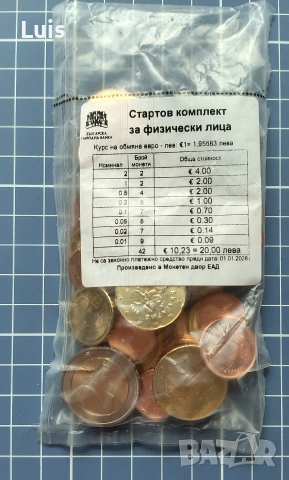 Luis
БЪЛГАРСКА
НАРОДНА БАНКА
Стартов комплект
за физически лица
Курс на обмяна евро - лев: €1= 1,95583 лева
Номинал Брой монети Обща стойност
2 2 € 4.00
1 2 € 2.00
0.5 4 € 2.00
0.2 5 € 1.00
0.1 7 € 0.70
0.05 6 € 0.30
0.02 7 € 0.14
0.01 9 € 0.09
42 € 10,23 = 20,00 лева
Не са законно платежно средство преди дата: 01.01.2026 г.
Произведено в Монетен двор ЕАД
bazar